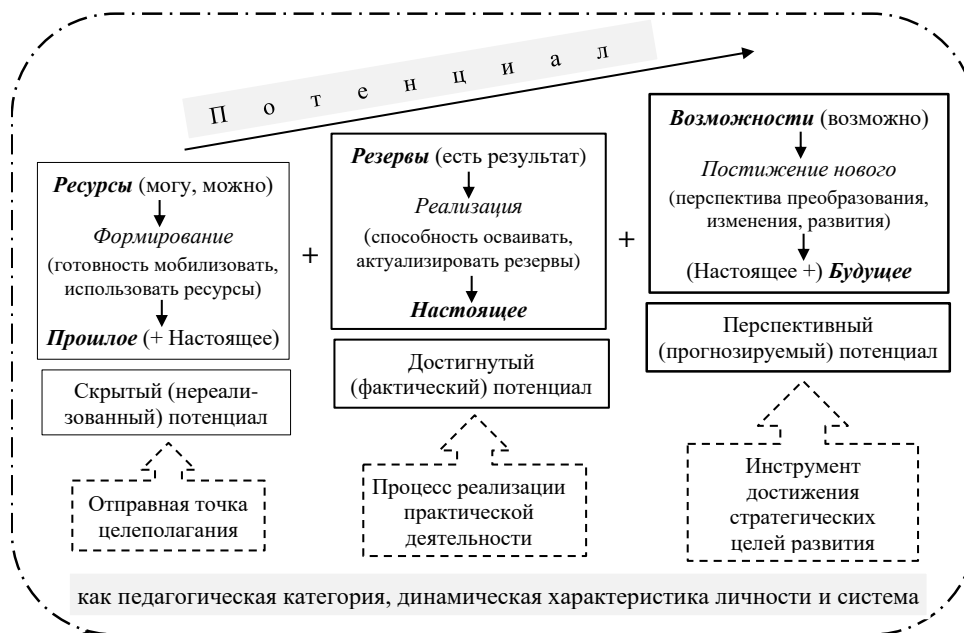 П о т е н ц и а л
Ресурсы (могу, можно)
Формирование
(готовность мобилизовать,
использовать ресурсы)
Прошлое (+ Настоящее)
Скрытый (нереали-
зованный) потенциал
Отправная точка
целеполагания
+
Резервы (есть результат)
Реализация
(способность осваивать,
актуализировать резервы)
Настоящее
Достигнутый
(фактический) потенциал
Процесс реализации
практической
деятельности
+
Возможности (возможно)
Постижение нового
(перспектива преобразования,
изменения, развития)
(Настоящее +) Будущее
Перспективный
(прогнозируемый) потенциал
Инструмент
достижения
стратегических
целей развития
как педагогическая категория, динамическая характеристика личности и система